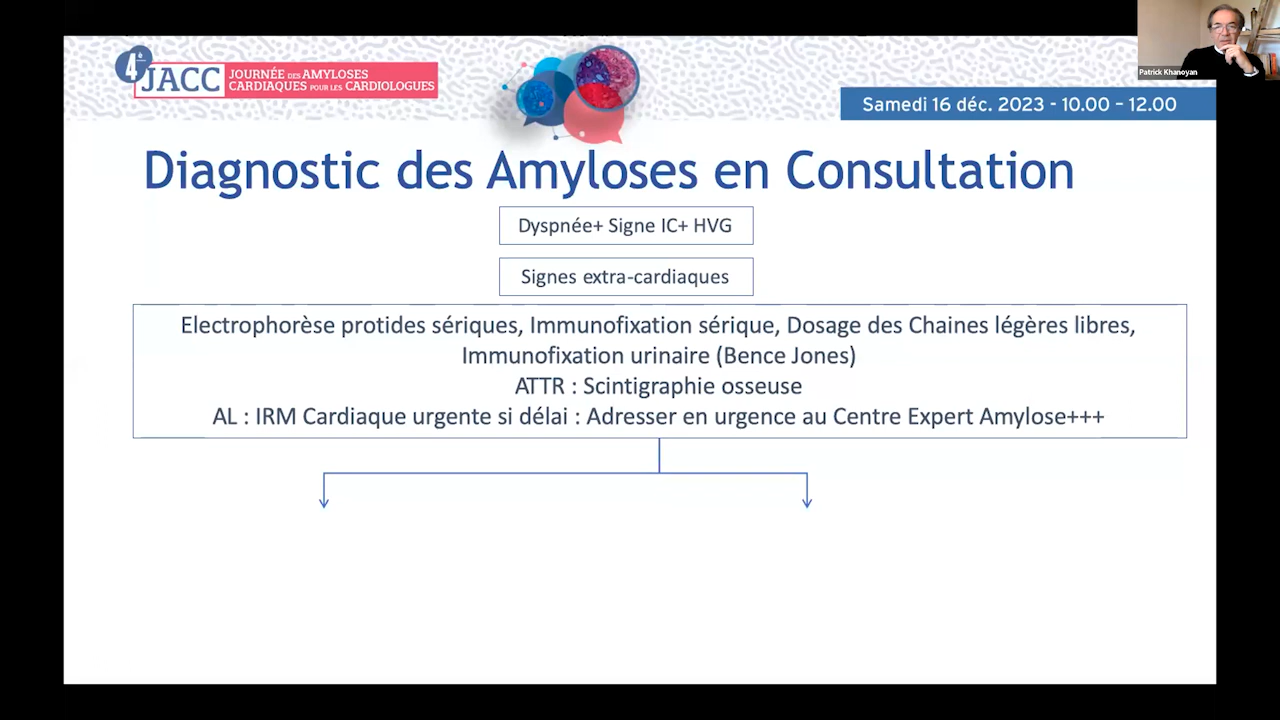 4è
JACC
JOURNÉE DES AMYLOSES
CARDIAQUES POUR LES CARDIOLOGUES
Patrick Khanoyan
Samedi 16 déc. 2023 - 10.00 – 12.00
Diagnostic des Amyloses en Consultation
Dyspnée+ Signe IC+ HVG
Signes extra-cardiaques
Electrophorèse protides sériques, Immunofixation sérique, Dosage des Chaines légères libres,
Immunofixation urinaire (Bence Jones)
ATTR : Scintigraphie osseuse
AL : IRM Cardiaque urgente si délai : Adresser en urgence au Centre Expert Amylose+++